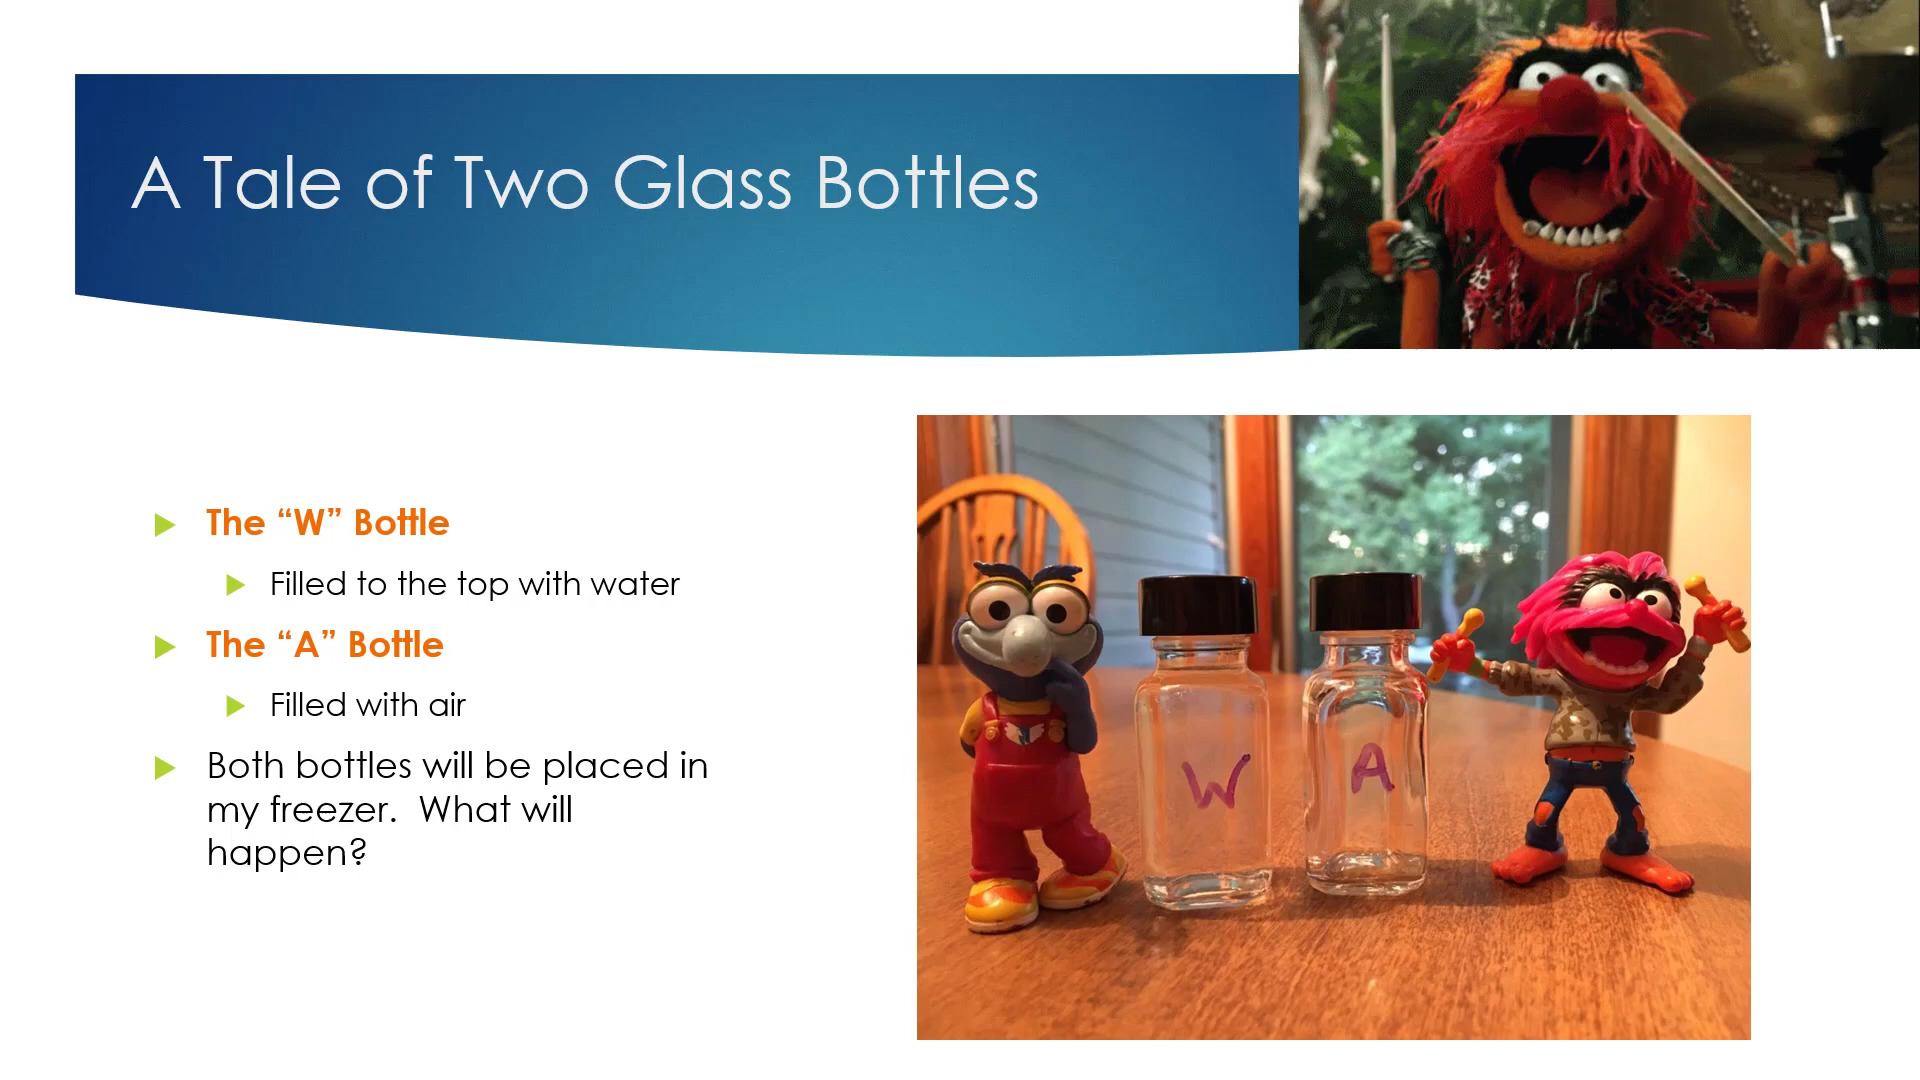 A Tale of Two Glass Bottles
The “W” Bottle
Filled to the top with water
The “A” Bottle
Filled with air
Both bottles will be placed in
my freezer.  What will
happen?
W
A